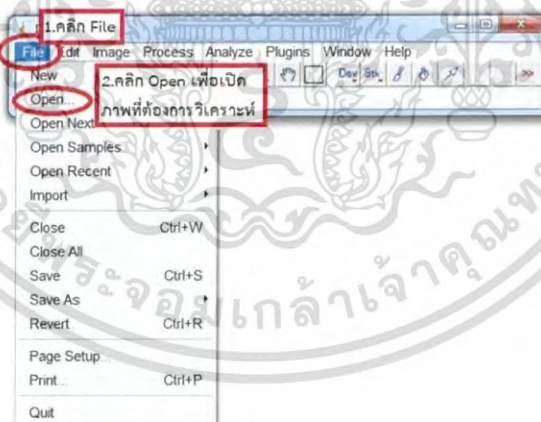 1.คลิก File
File Edit Image Process Analyze Plugins Window Help
New
2.คลิก Open เพื่อเปิด
ภาพที่ต้องการวิเคราะห์
Dev Stk >>
Open...
Open Next
Open Samples
Open Recent
Import
Close Ctrl+W
Close All
Save Ctrl+S
Save As
Revert Ctrl+R
Page Setup...
Print... Ctrl+P
Quit